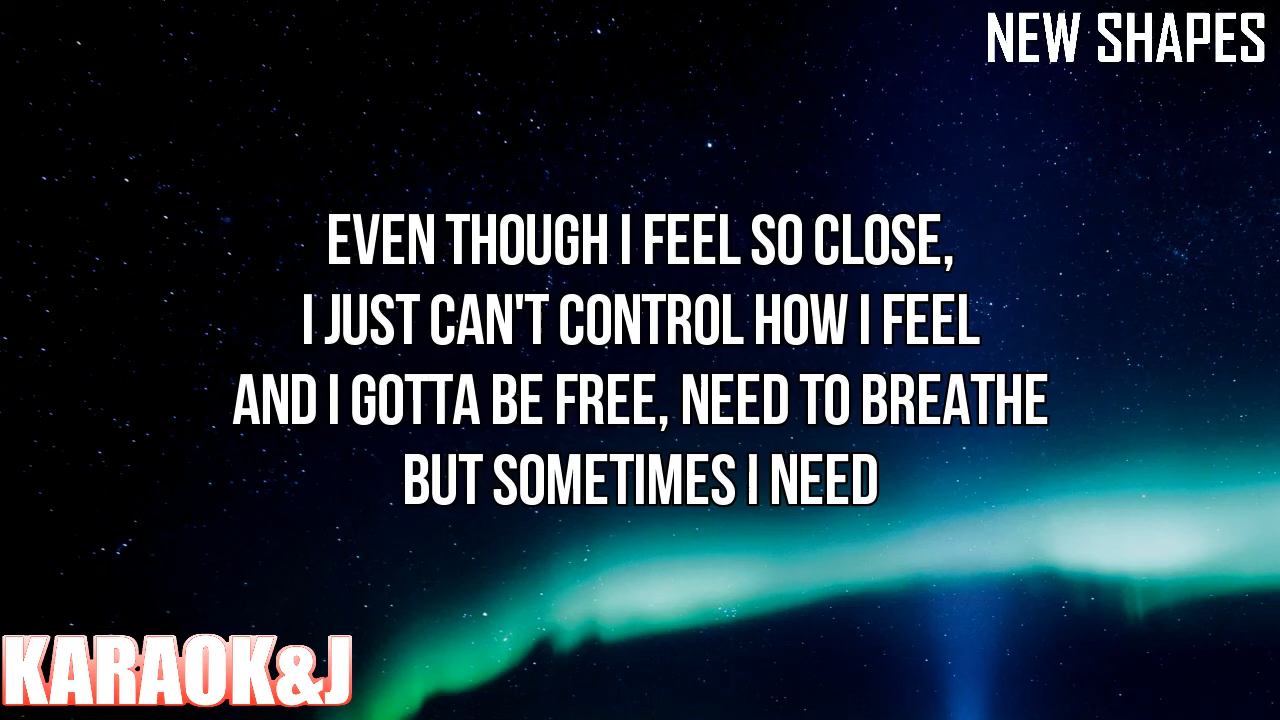 NEW SHAPES
EVEN THOUGH I FEEL SO CLOSE,
I JUST CAN'T CONTROL HOW I FEEL
AND I GOTTA BE FREE, NEED TO BREATHE
BUT SOMETIMES I NEED
KARAOK&J